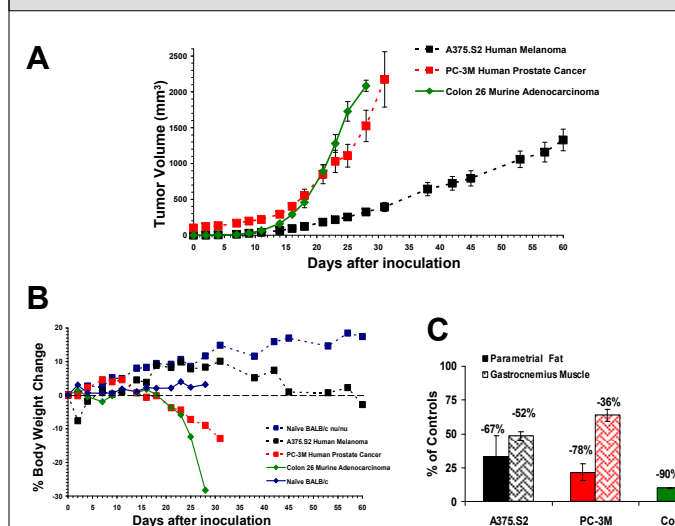 A
A375.S2 Human Melanoma
PC-3M Human Prostate Cancer
Colon 26 Murine Adenocarcinoma
Tumor Volume (mm³)
2500
2000
1500
1000
500
0
0 5 10 15 20 25 30 35 40 45 50 55 60
Days after inoculation
B
% Body Weight Change
20
10
0
-10
-20
-30
Naïve BALB/c nu/nu
A375.S2 Human Melanoma
PC-3M Human Prostate Cancer
Colon 26 Murine Adenocarcinoma
Naïve BALB/c
0 5 10 15 20 25 30 35 40 45 50 55 60
Days after inoculation
C
Parametrial Fat
Gastrocnemius Muscle
% of Controls
100
75
50
25
0
-67%
-52%
-78%
-36%
-90%
A375.S2
PC-3M
Co